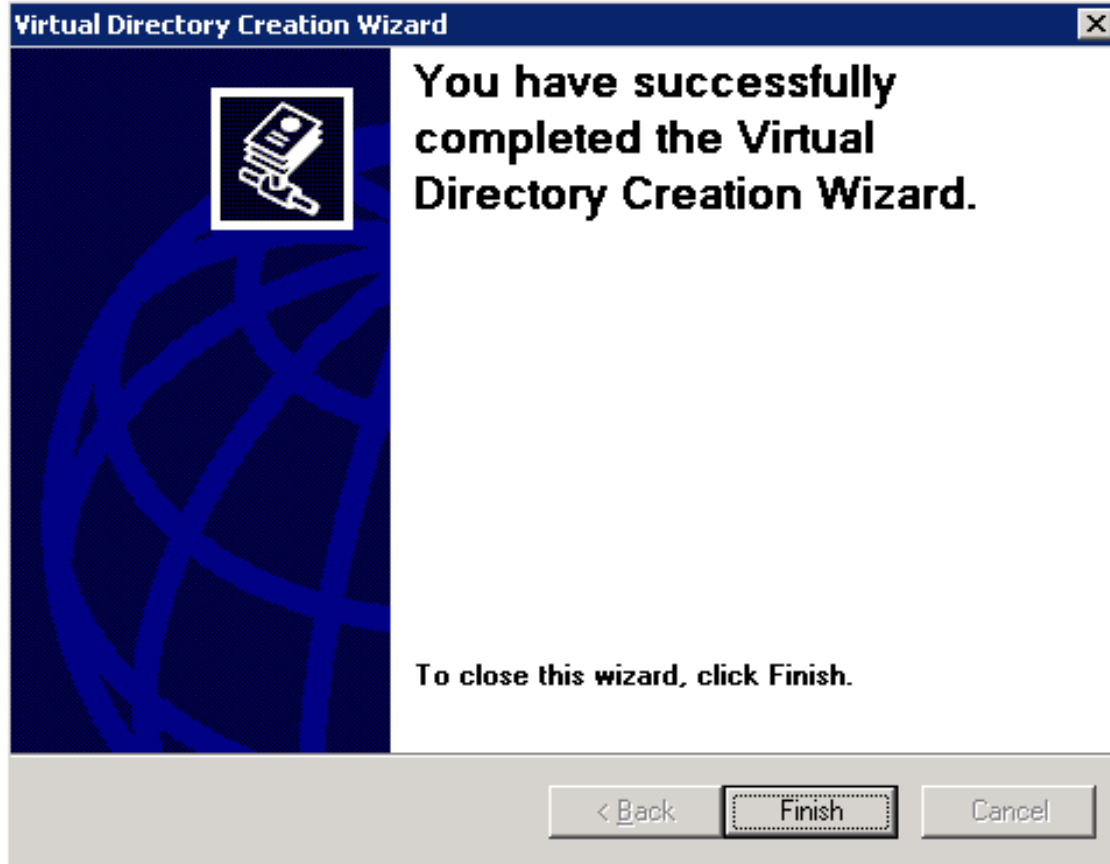 Virtual Directory Creation Wizard
You have successfully
completed the Virtual
Directory Creation Wizard.
To close this wizard, click Finish.
< Back
Finish
Cancel